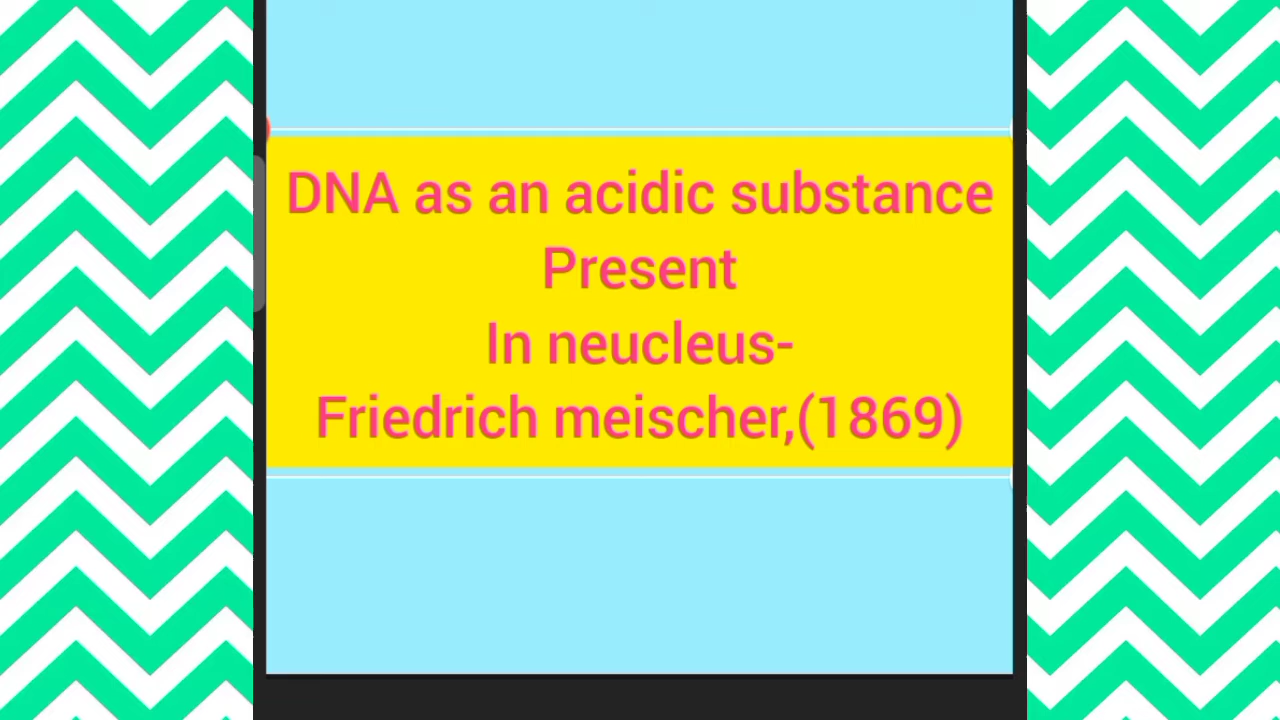 DNA as an acidic substance
Present
In neucleus-
Friedrich meischer,(1869)